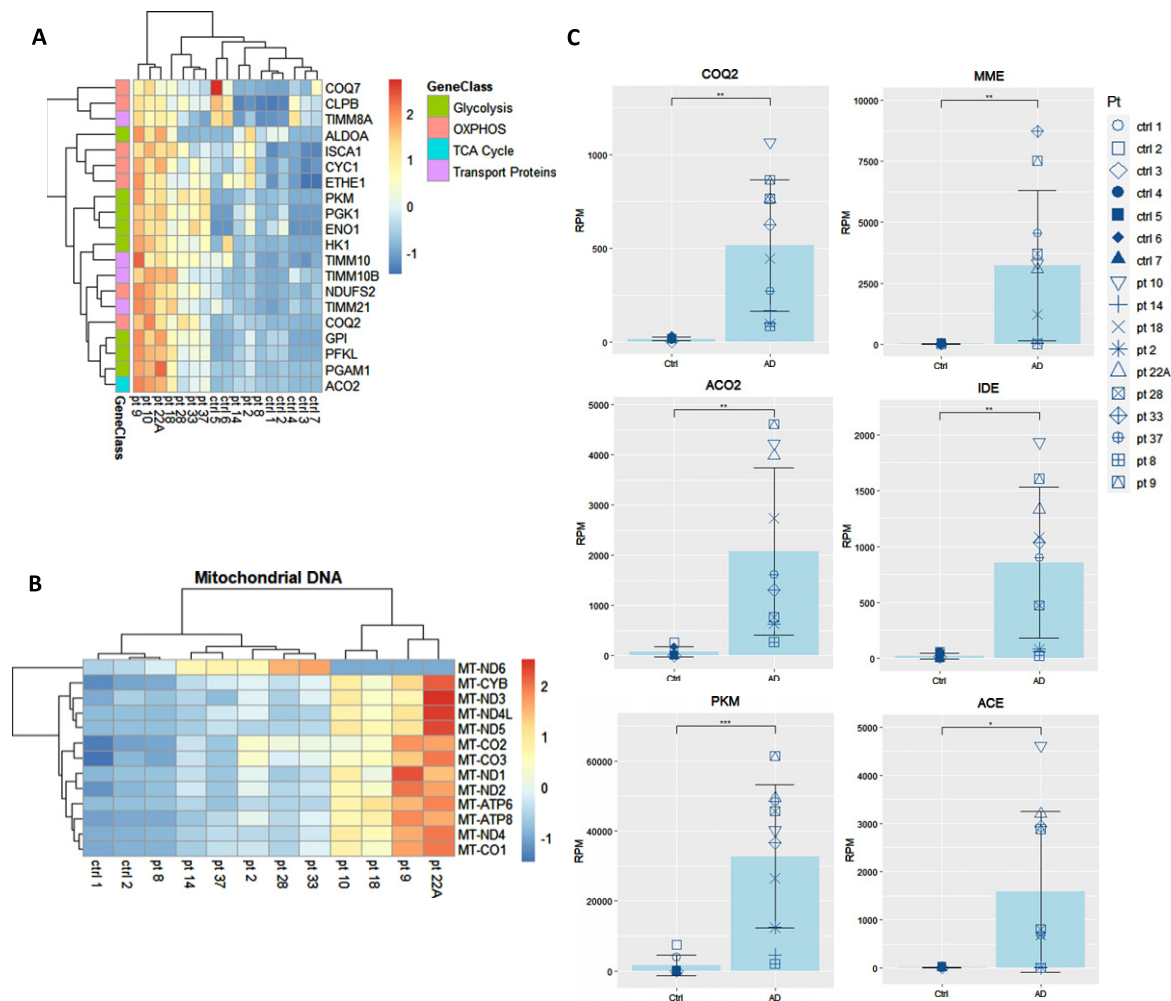 A
COQ7
CLPB
TIMM8A
ALDOA
ISCA1
CYC1
ETHE1
PKM
PGK1
ENO1
HK1
TIMM10
TIMM10B
NDUFS2
TIMM21
COQ2
GPI
PFKL
PGAM1
ACO2
GeneClass
pt 9
pt 10
pt 22A
pt 18
pt 28
pt 33
pt 37
ctrl 5
ctrl 6
pt 14
pt 2
pt 8
ctrl 1
ctrl 2
ctrl 4
ctrl 3
ctrl 7
2
1
0
-1
GeneClass
Glycolysis
OXPHOS
TCA Cycle
Transport Proteins
B
Mitochondrial DNA
MT-ND6
MT-CYB
MT-ND3
MT-ND4L
MT-ND5
MT-CO2
MT-CO3
MT-ND1
MT-ND2
MT-ATP6
MT-ATP8
MT-ND4
MT-CO1
ctrl 1
ctrl 2
pt 8
pt 14
pt 37
pt 2
pt 28
pt 33
pt 10
pt 18
pt 9
pt 22A
2
1
0
-1
C
COQ2
**
1000
500
0
RPM
Ctrl
AD
MME
**
10000
7500
5000
2500
0
RPM
Ctrl
AD
ACO2
**
5000
4000
3000
2000
1000
0
RPM
Ctrl
AD
IDE
**
2000
1500
1000
500
0
RPM
Ctrl
AD
PKM
***
60000
40000
20000
0
RPM
Ctrl
AD
ACE
*
5000
4000
3000
2000
1000
0
RPM
Ctrl
AD
Pt
ctrl 1
ctrl 2
ctrl 3
ctrl 4
ctrl 5
ctrl 6
ctrl 7
pt 10
pt 14
pt 18
pt 2
pt 22A
pt 28
pt 33
pt 37
pt 8
pt 9